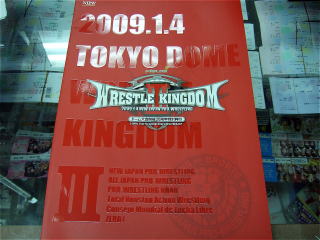 2009.1.4
TOKYO DOME
WRESTLE KINGDOM
III
KINGDOM
III
NEW JAPAN PRO WRESTLING
ALL JAPAN PRO WRESTLING
PRO WRESTLING NOAH
Total Nonstop Action Wrestling
Consejo Mundial de Lucha Libre
ZERO1